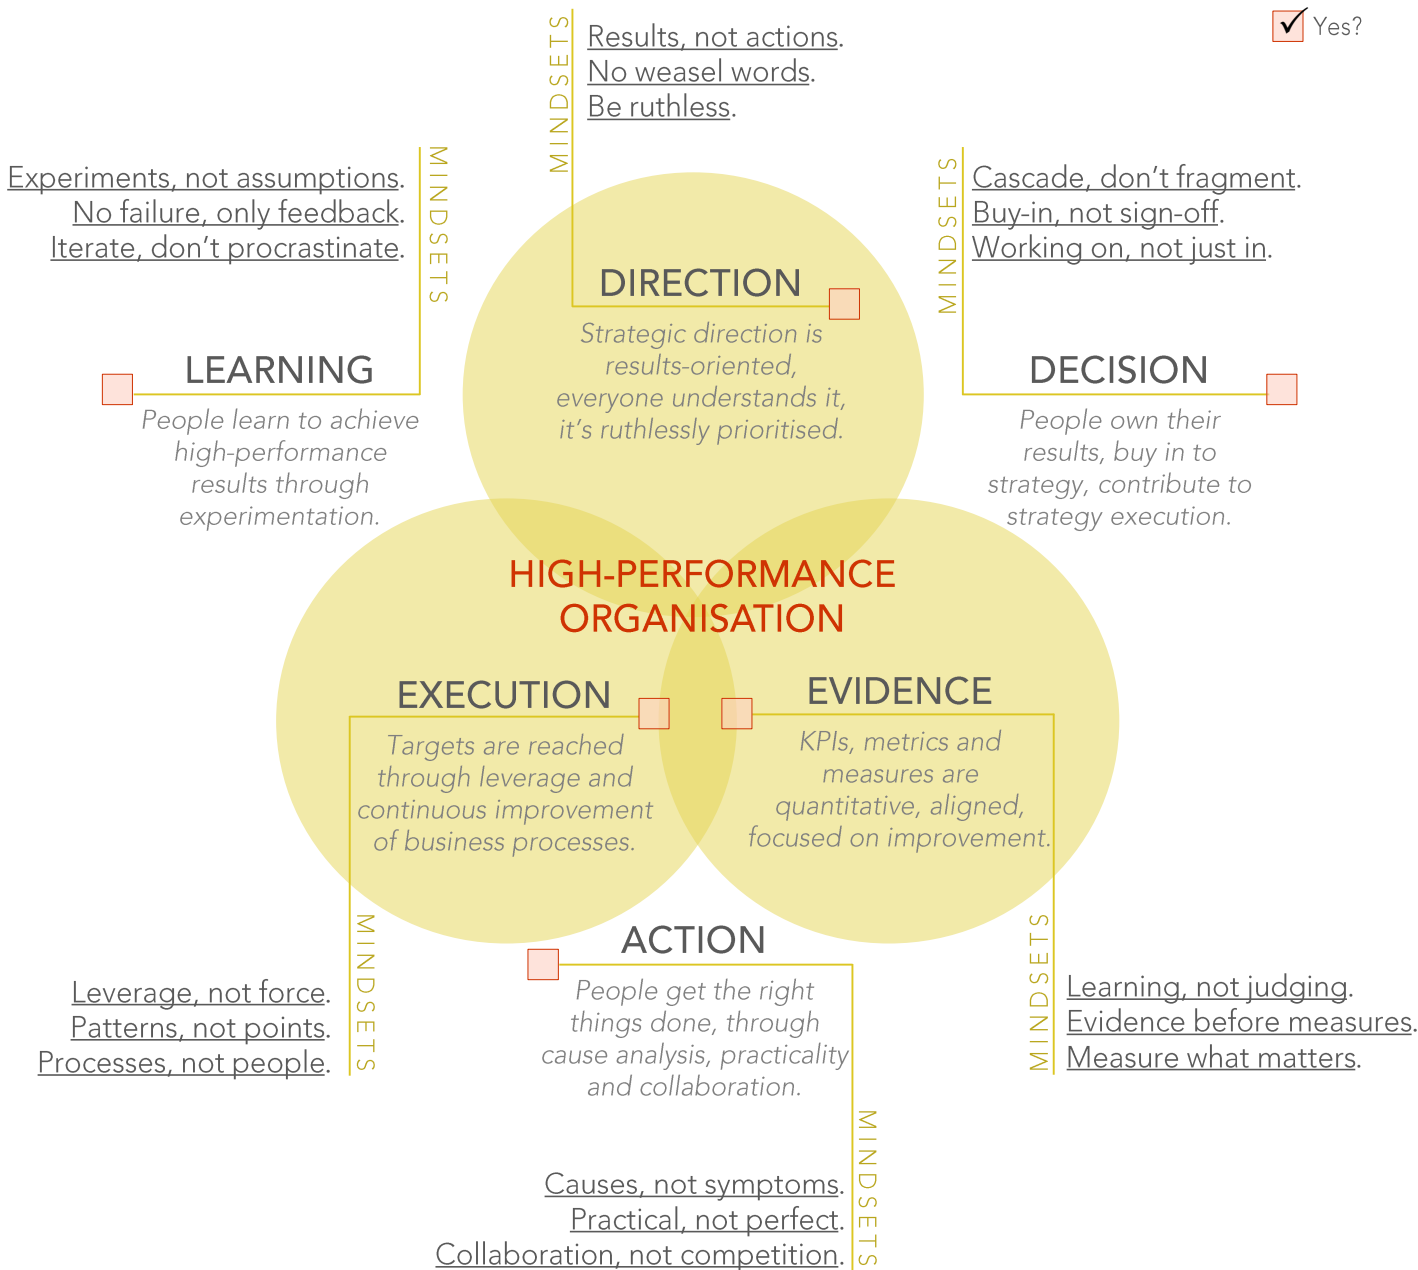 Yes?
MINDSETS
Results, not actions.
No weasel words.
Be ruthless.
DIRECTION
Strategic direction is
results-oriented,
everyone understands it,
it's ruthlessly prioritised.
MINDSETS
Experiments, not assumptions.
No failure, only feedback.
Iterate, don't procrastinate.
LEARNING
People learn to achieve
high-performance
results through
experimentation.
MINDSETS
Cascade, don't fragment.
Buy-in, not sign-off.
Working on, not just in.
DECISION
People own their
results, buy in to
strategy, contribute to
strategy execution.
HIGH-PERFORMANCE
ORGANISATION
EXECUTION
Targets are reached
through leverage and
continuous improvement
of business processes.
MINDSETS
Leverage, not force.
Patterns, not points.
Processes, not people.
EVIDENCE
KPIs, metrics and
measures are
quantitative, aligned,
focused on improvement.
MINDSETS
Learning, not judging.
Evidence before measures.
Measure what matters.
ACTION
People get the right
things done, through
cause analysis, practicality
and collaboration.
MINDSETS
Causes, not symptoms.
Practical, not perfect.
Collaboration, not competition.